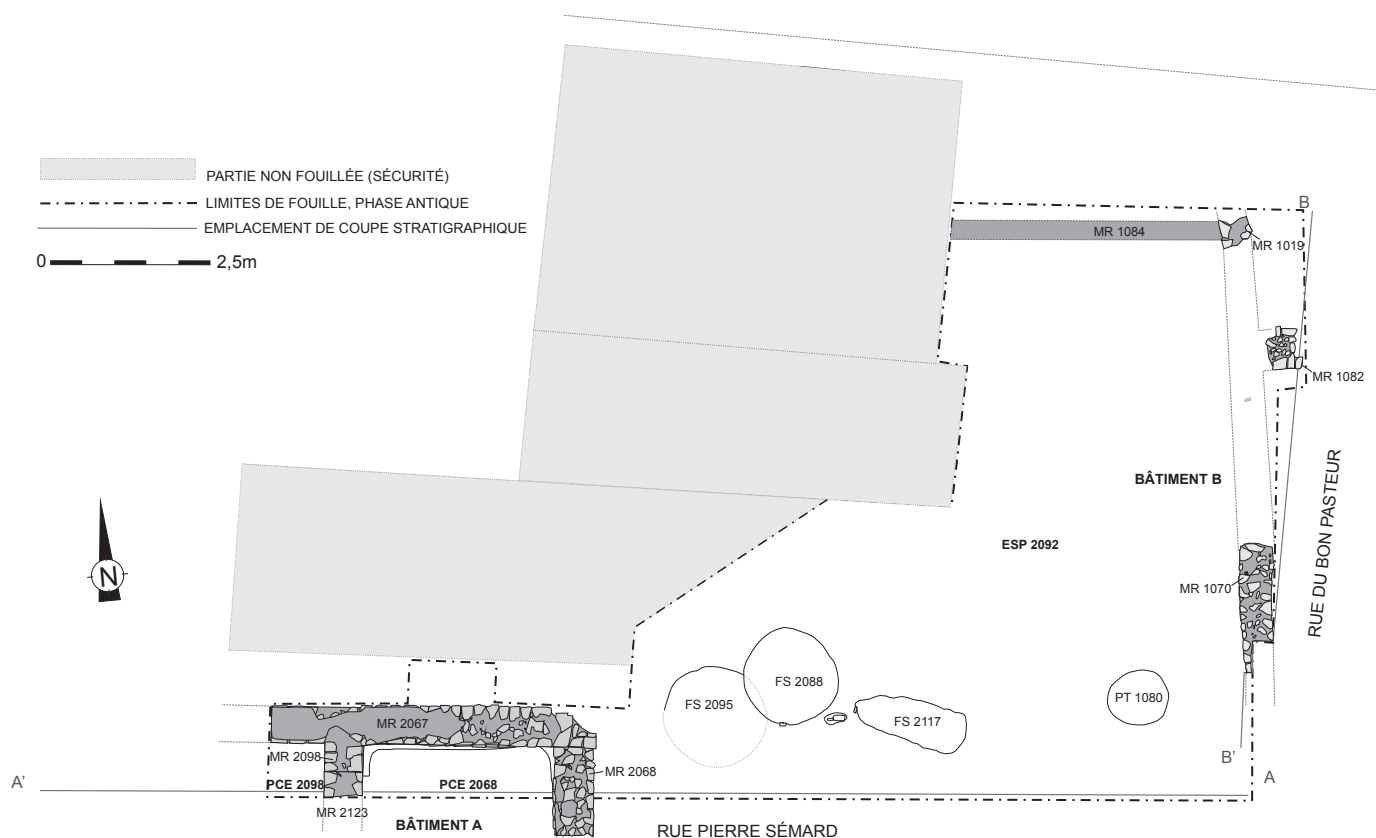 PARTIE NON FOUILLÉE (SÉCURITÉ)
LIMITES DE FOUILLE, PHASE ANTIQUE
EMPLACEMENT DE COUPE STRATIGRAPHIQUE
0 2,5m
B
MR 1084
MR 1019
MR 1082
BÂTIMENT B
RUE DU BON PASTEUR
ESP 2092
N
MR 1070
FS 2088
FS 2095
FS 2117
PT 1080
MR 2067
MR 2098
MR 2068
PCE 2098
PCE 2068
B'
A
A'
MR 2123
BÂTIMENT A
RUE PIERRE SÉMARD